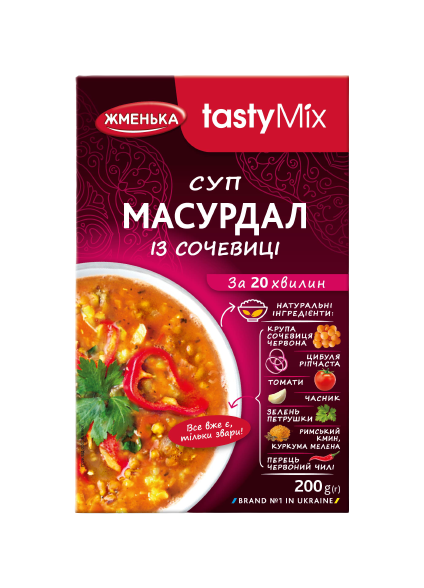 ЖМЕНЬКА
tastyMix
СУП
МАСУРДАЛ
ІЗ СОЧЕВИЦІ
За 20 хвилин
НАТУРАЛЬНІ
ІНГРЕДІЄНТИ:
КРУПА
СОЧЕВИЦЯ
ЧЕРВОНА
ЦИБУЛЯ
РІПЧАСТА
ТОМАТИ
ЧАСНИК
ЗЕЛЕНЬ
ПЕТРУШКИ
РИМСЬКИЙ
КМИН,
КУРКУМА МЕЛЕНА
ПЕРЕЦЬ
ЧЕРВОНИЙ ЧИЛІ
Все вже є,
тільки звари!
200 g(г)
BRAND №1 IN UKRAINE